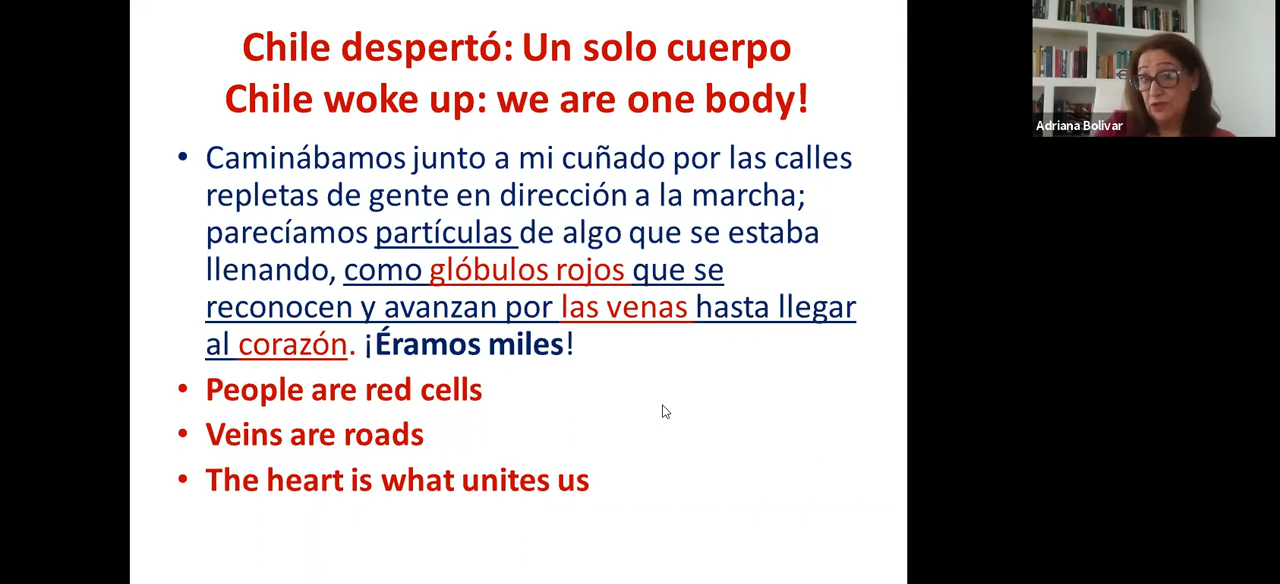 Chile despertó: Un solo cuerpo
Chile woke up: we are one body!
• Caminábamos junto a mi cuñado por las calles
repletas de gente en dirección a la marcha;
parecíamos partículas de algo que se estaba
llenando, como glóbulos rojos que se
reconocen y avanzan por las venas hasta llegar
al corazón. ¡Éramos miles!
• People are red cells
• Veins are roads
• The heart is what unites us
Adriana Bolívar